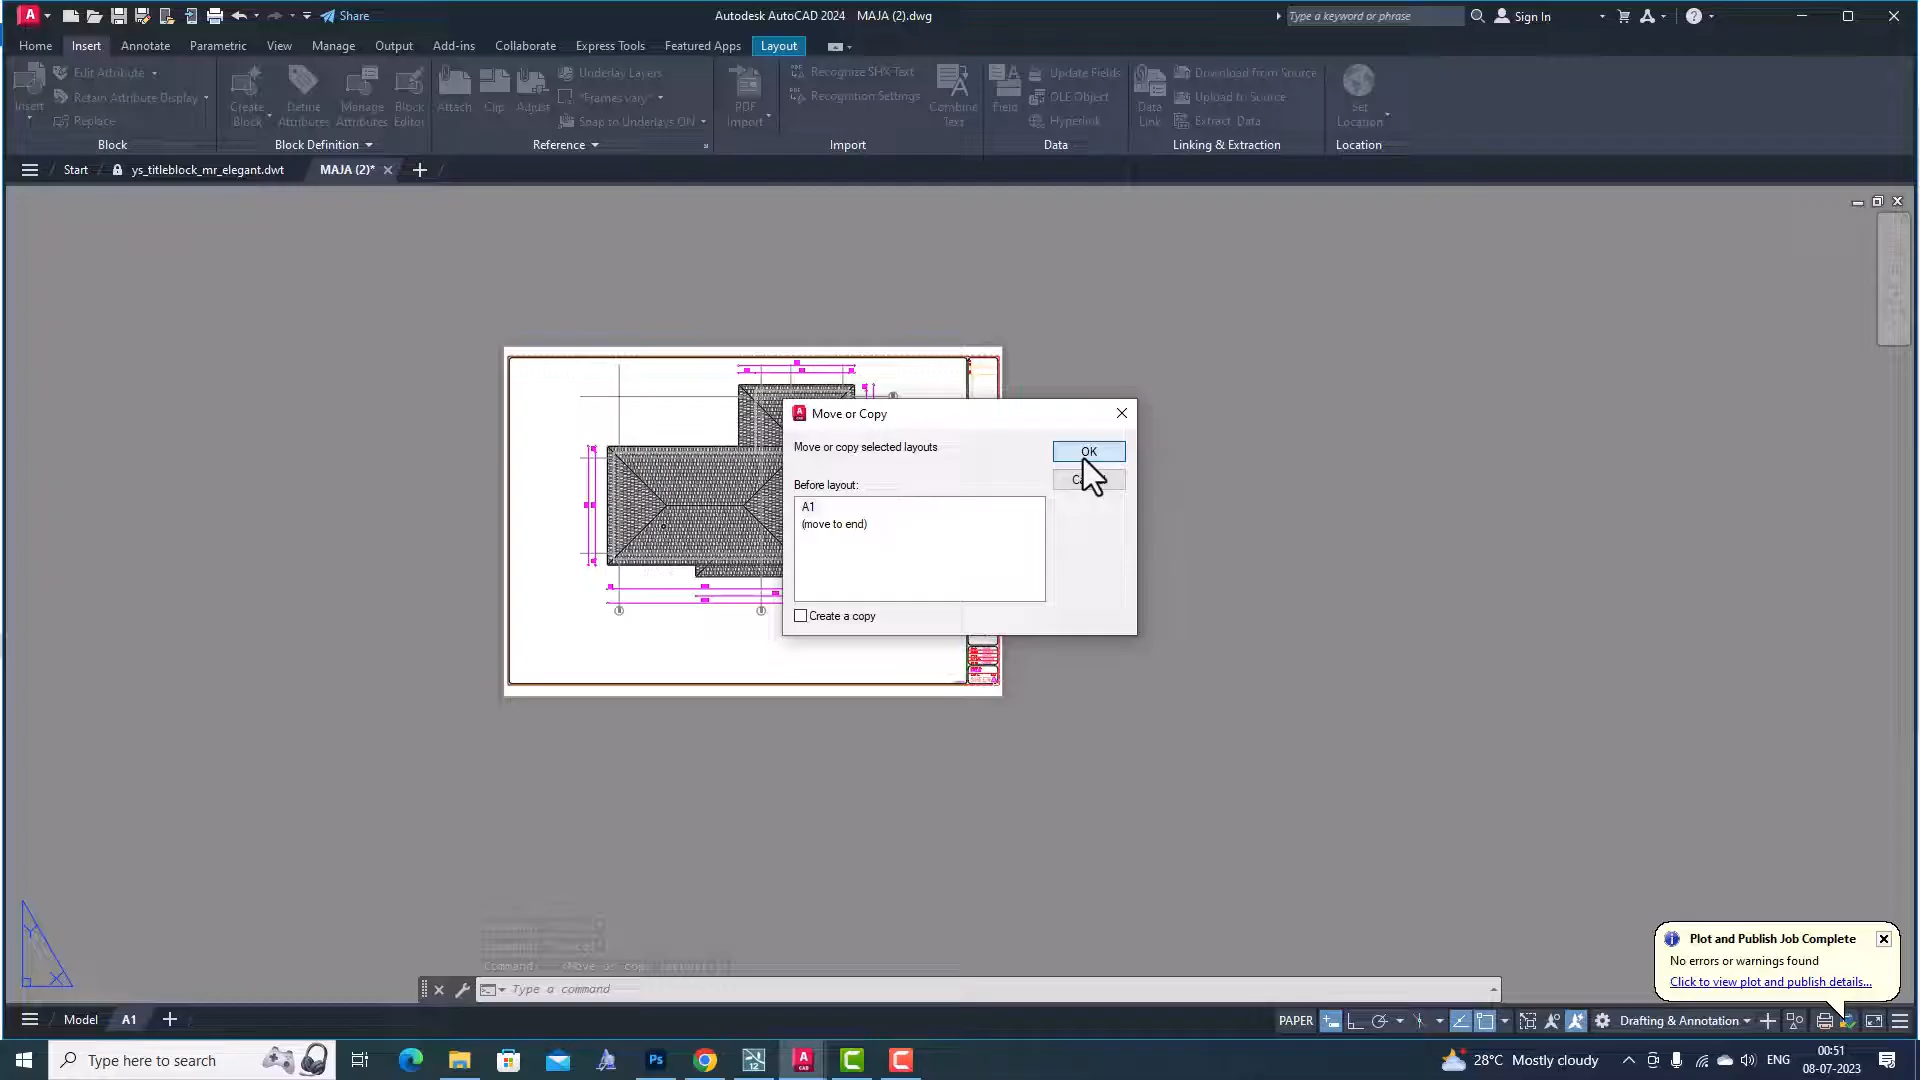 Share
Autodesk AutoCAD 2024 MAJA (2).dwg
Type a keyword or phrase
Sign In
Home Insert Annotate Parametric View Manage Output Add-ins Collaborate Express Tools Featured Apps Layout
Insert
Edit Attribute
Retain Attribute Display
Replace
Block
Create Block
Define Attributes
Manage Attributes
Block Editor
Block Definition
Attach
Clip
Adjust
Underlay Layers
*Frames vary*
Snap to Underlays ON
Reference
PDF Import
Recognize SHX Text
Recognition Settings
Combine Text
Import
Field
Update Fields
OLE Object
Hyperlink
Data
Data Link
Download from Source
Upload to Source
Extract Data
Linking & Extraction
Set Location
Location
Start
ys_titleblock_mr_elegant.dwt
MAJA (2)*
Move or Copy
Move or copy selected layouts
OK
Before layout:
A1
(move to end)
Create a copy
Plot and Publish Job Complete
No errors or warnings found
Click to view plot and publish details...
Type a command
Model A1
PAPER
Drafting & Annotation
Type here to search
28°C Mostly cloudy
ENG
00:51
08-07-2023